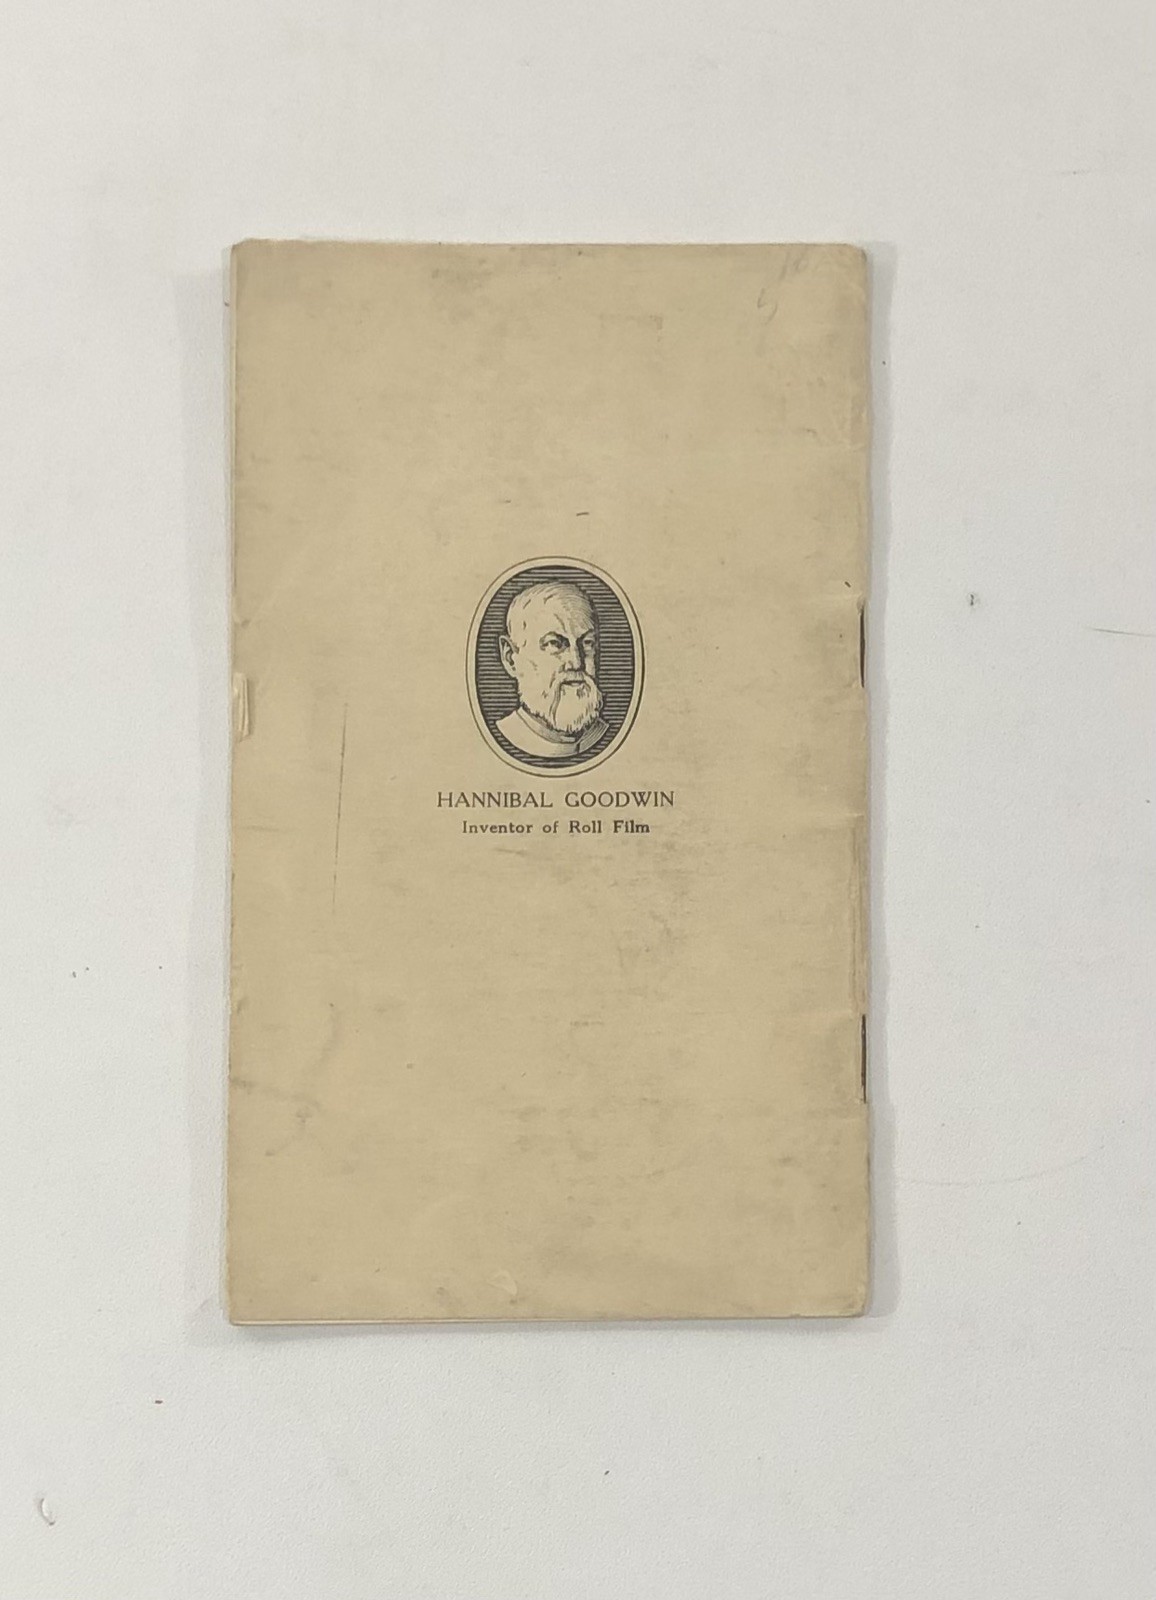 HANNIBAL GOODWIN
Inventor of Roll Film